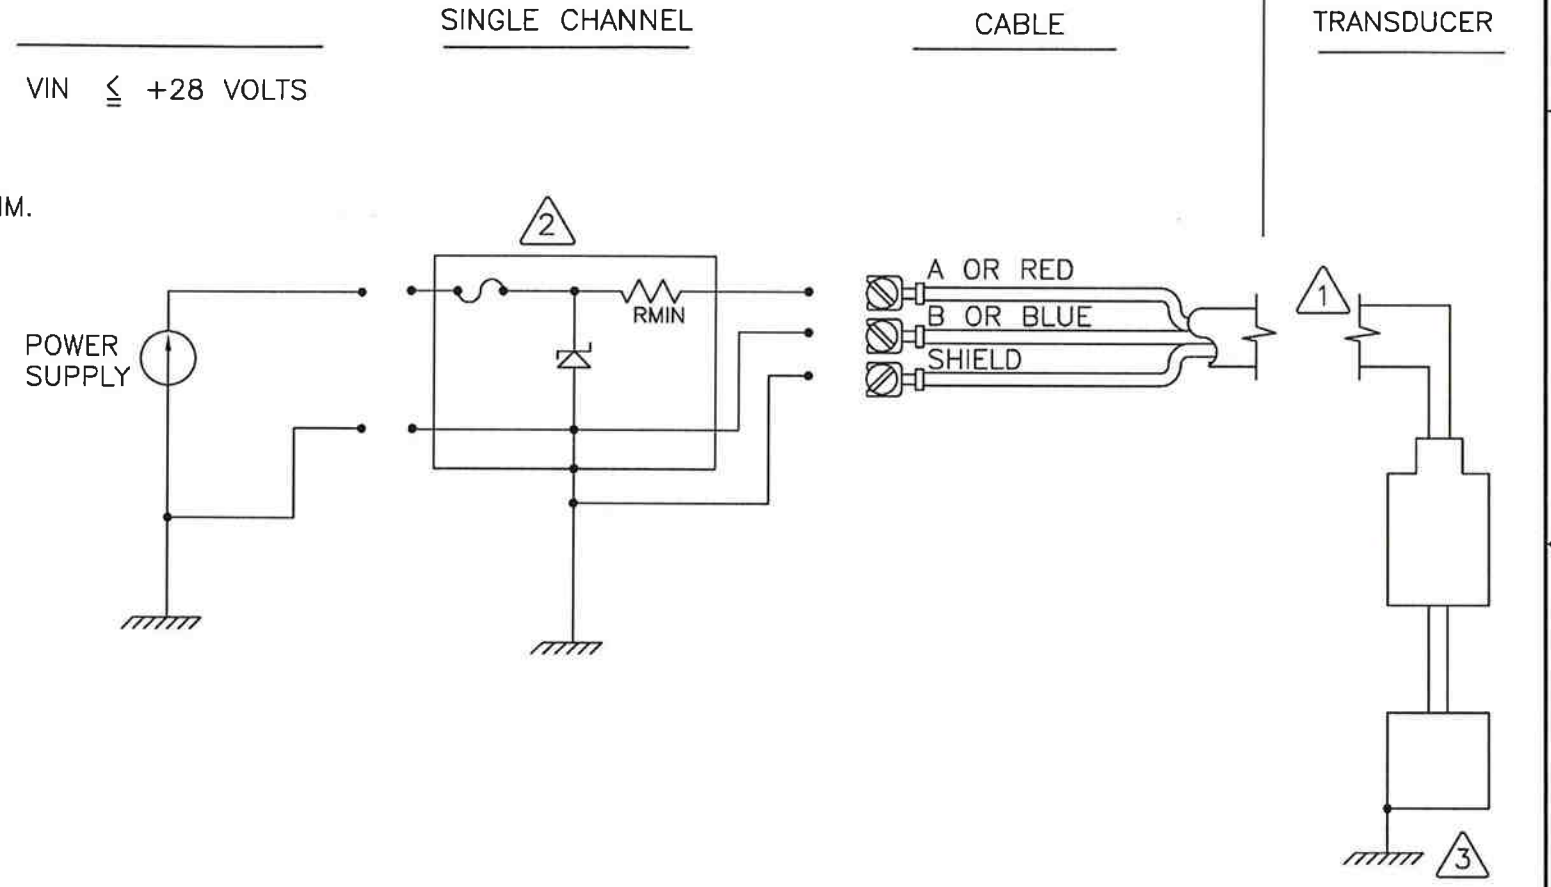 SINGLE CHANNEL
CABLE
TRANSDUCER
VIN ≤ +28 VOLTS
IM.
2
A OR RED
1
RMIN
B OR BLUE
POWER
SUPPLY
SHIELD
3